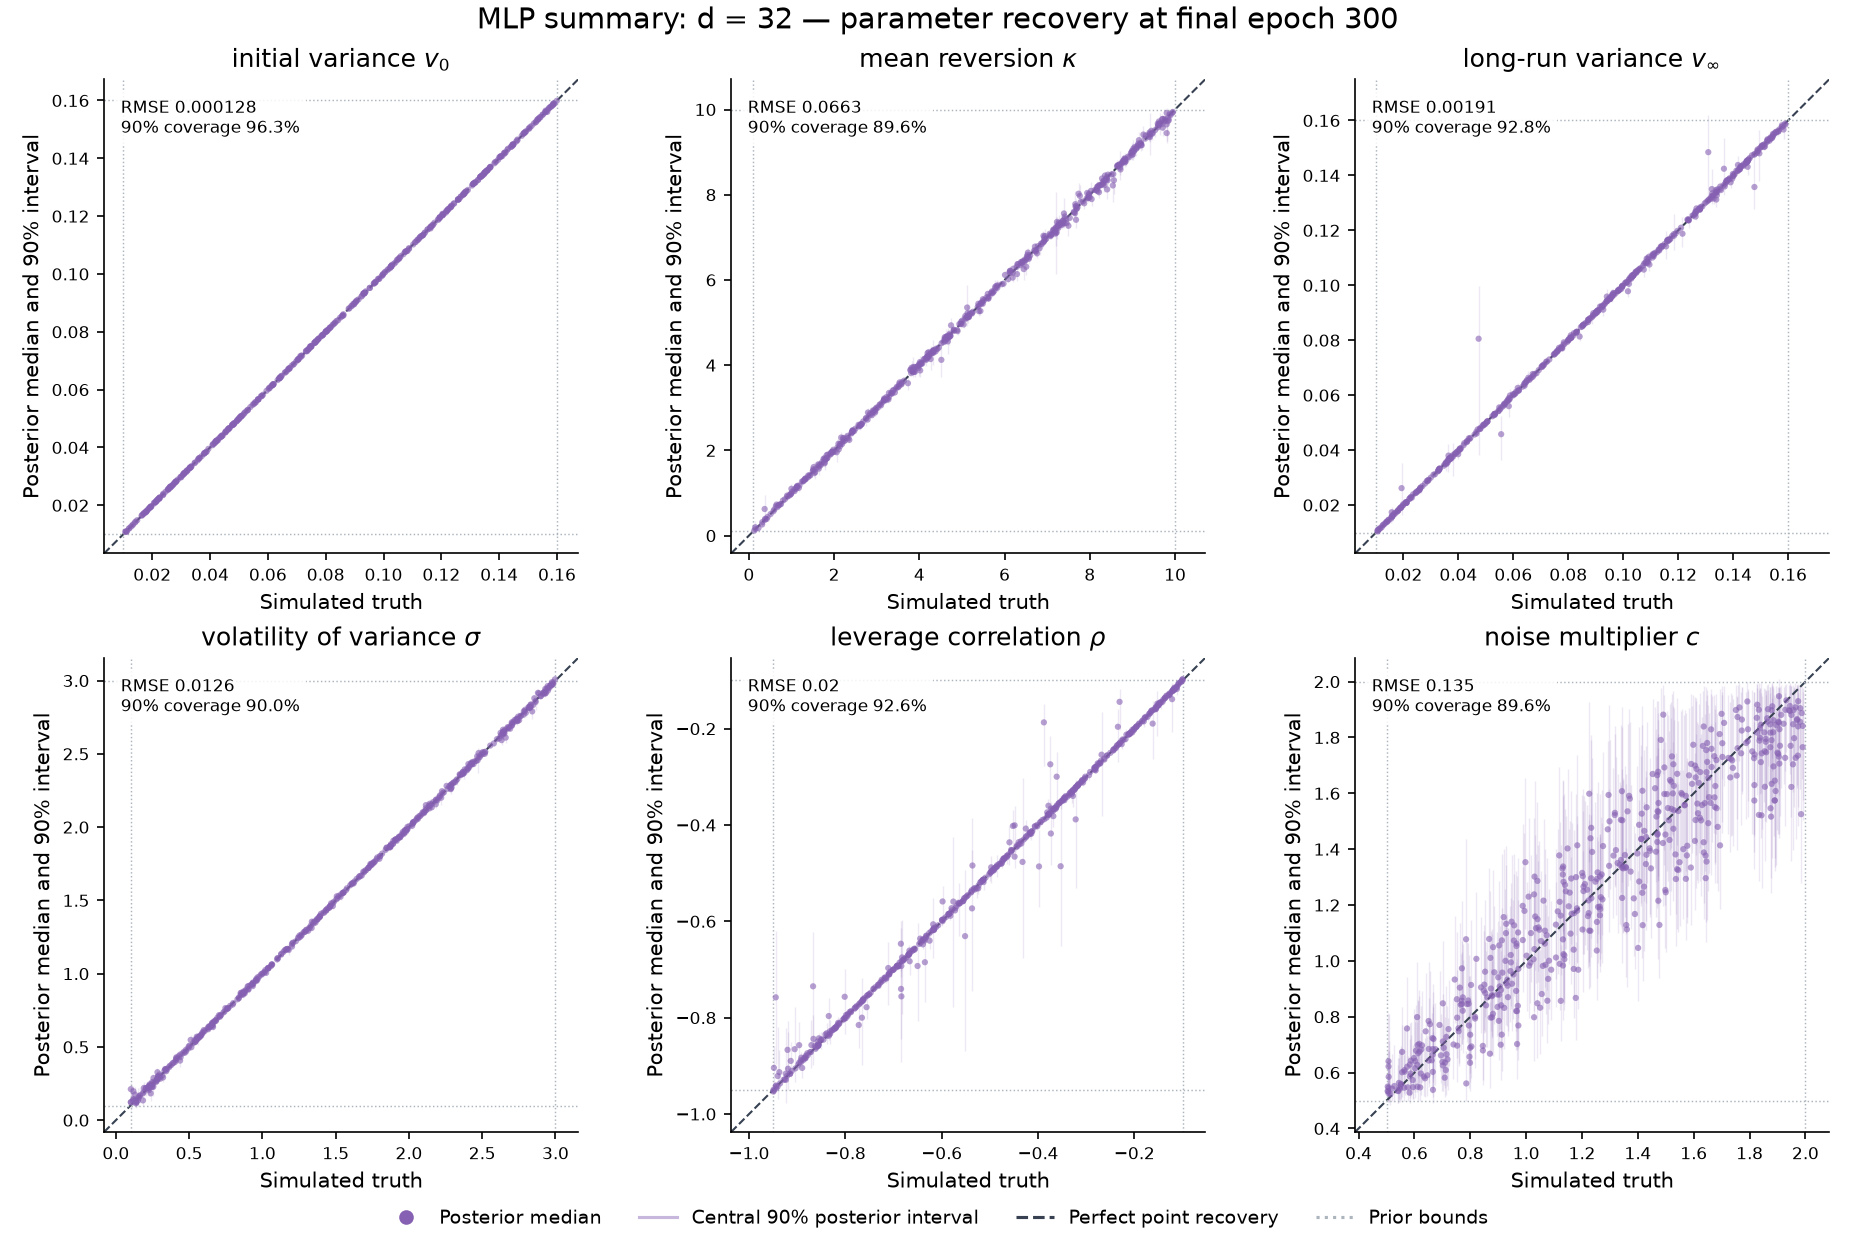 MLP summary: d = 32 — parameter recovery at final epoch 300
initial variance v₀
RMSE 0.000128
90% coverage 96.3%
Posterior median and 90% interval
0.16
0.14
0.12
0.10
0.08
0.06
0.04
0.02
0.02 0.04 0.06 0.08 0.10 0.12 0.14 0.16
Simulated truth
mean reversion κ
RMSE 0.0663
90% coverage 89.6%
Posterior median and 90% interval
10
8
6
4
2
0
0 2 4 6 8 10
Simulated truth
long-run variance v∞
RMSE 0.00191
90% coverage 92.8%
Posterior median and 90% interval
0.16
0.14
0.12
0.10
0.08
0.06
0.04
0.02
0.02 0.04 0.06 0.08 0.10 0.12 0.14 0.16
Simulated truth
volatility of variance σ
RMSE 0.0126
90% coverage 90.0%
Posterior median and 90% interval
3.0
2.5
2.0
1.5
1.0
0.5
0.0
0.0 0.5 1.0 1.5 2.0 2.5 3.0
Simulated truth
leverage correlation ρ
RMSE 0.02
90% coverage 92.6%
Posterior median and 90% interval
−0.2
−0.4
−0.6
−0.8
−1.0
−1.0 −0.8 −0.6 −0.4 −0.2
Simulated truth
noise multiplier c
RMSE 0.135
90% coverage 89.6%
Posterior median and 90% interval
2.0
1.8
1.6
1.4
1.2
1.0
0.8
0.6
0.4
0.4 0.6 0.8 1.0 1.2 1.4 1.6 1.8 2.0
Simulated truth
Posterior median Central 90% posterior interval Perfect point recovery Prior bounds